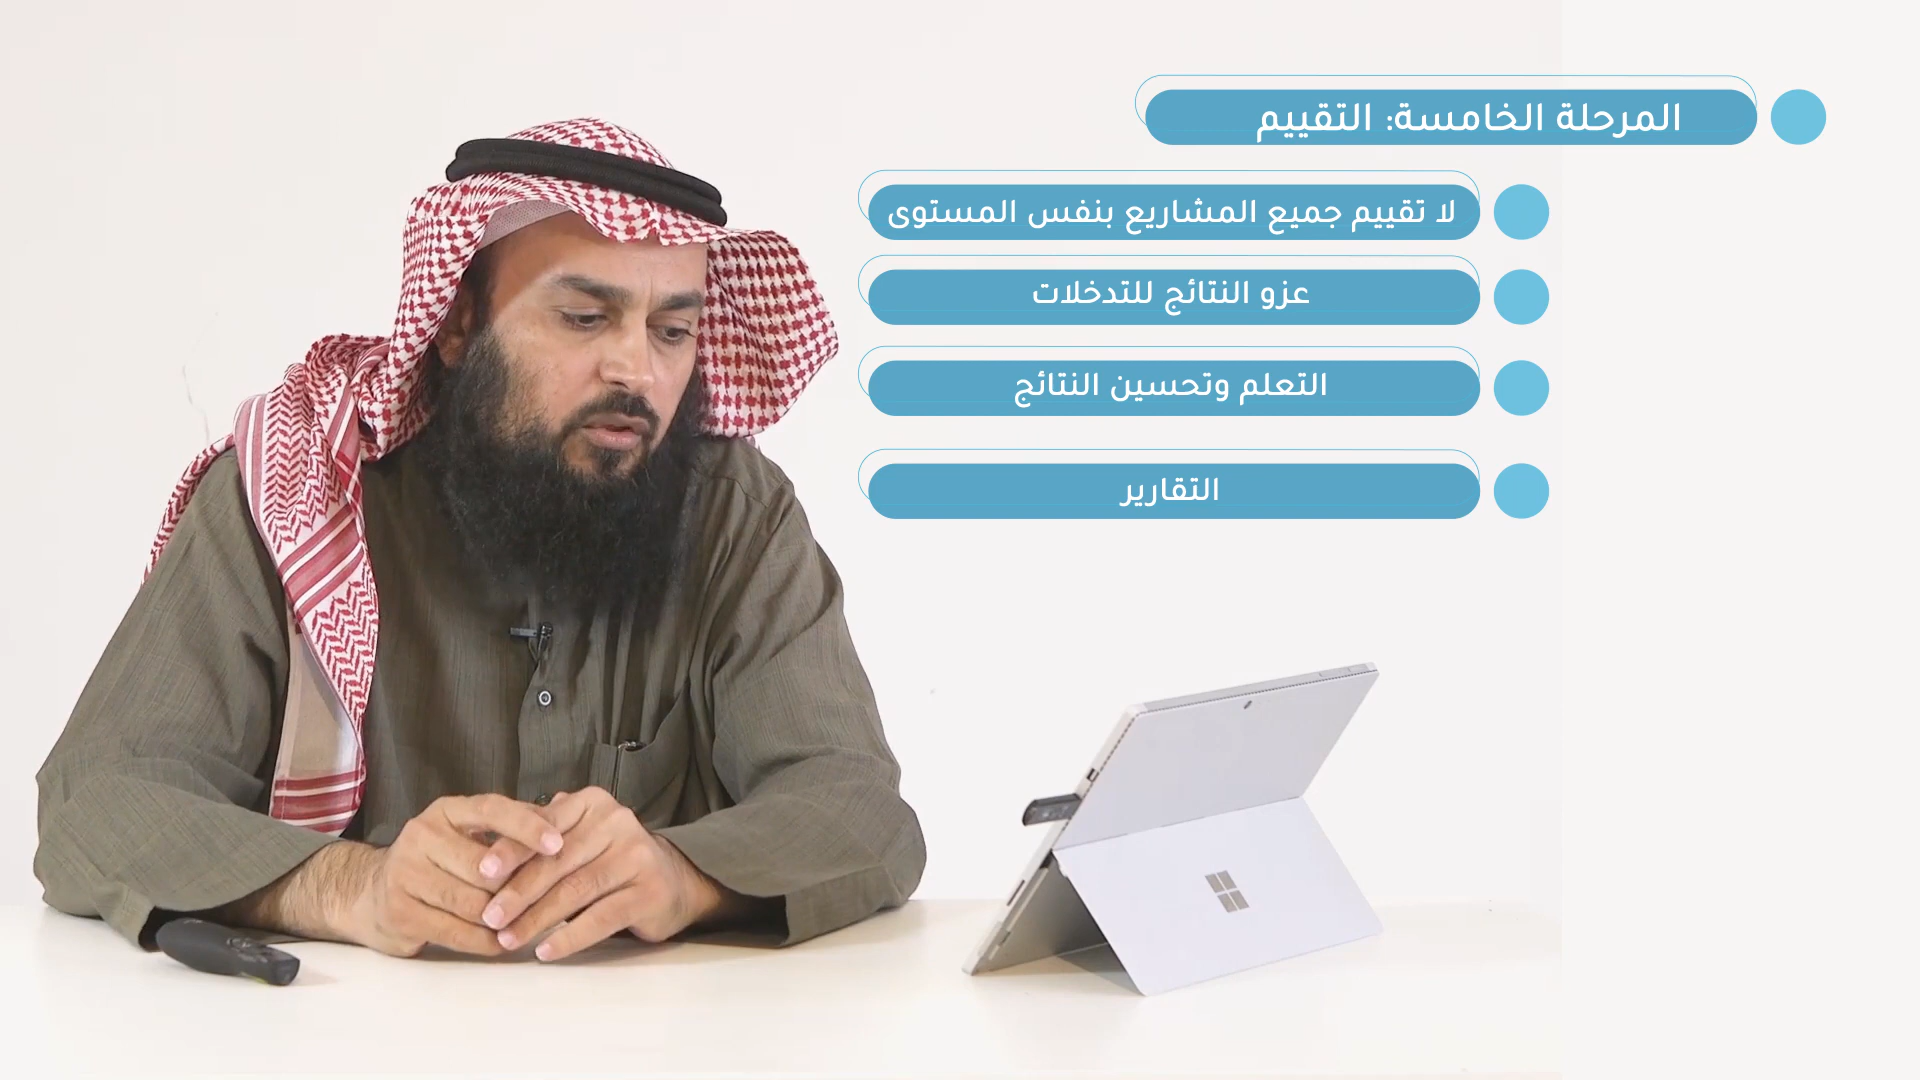 المرحلة الخامسة: التقييم
لا تقييم جميع المشاريع بنفس المستوى
عزو النتائج للتدخلات
التعلم وتحسين النتائج
التقارير